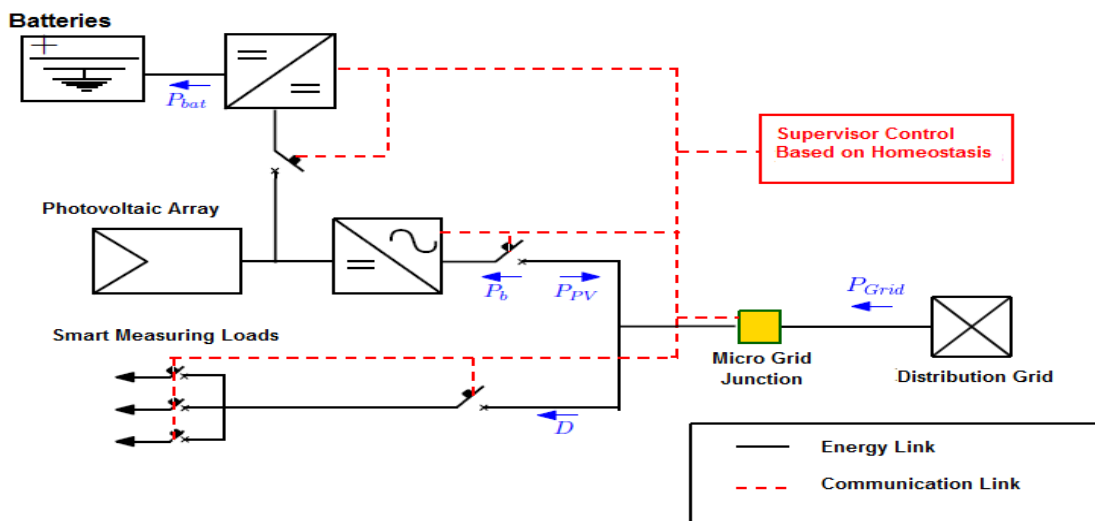 Batteries
P_bat
Supervisor Control
Based on Homeostasis
Photovoltaic Array
P_b
P_PV
P_Grid
Smart Measuring Loads
Micro Grid
Junction
Distribution Grid
D
Energy Link
Communication Link